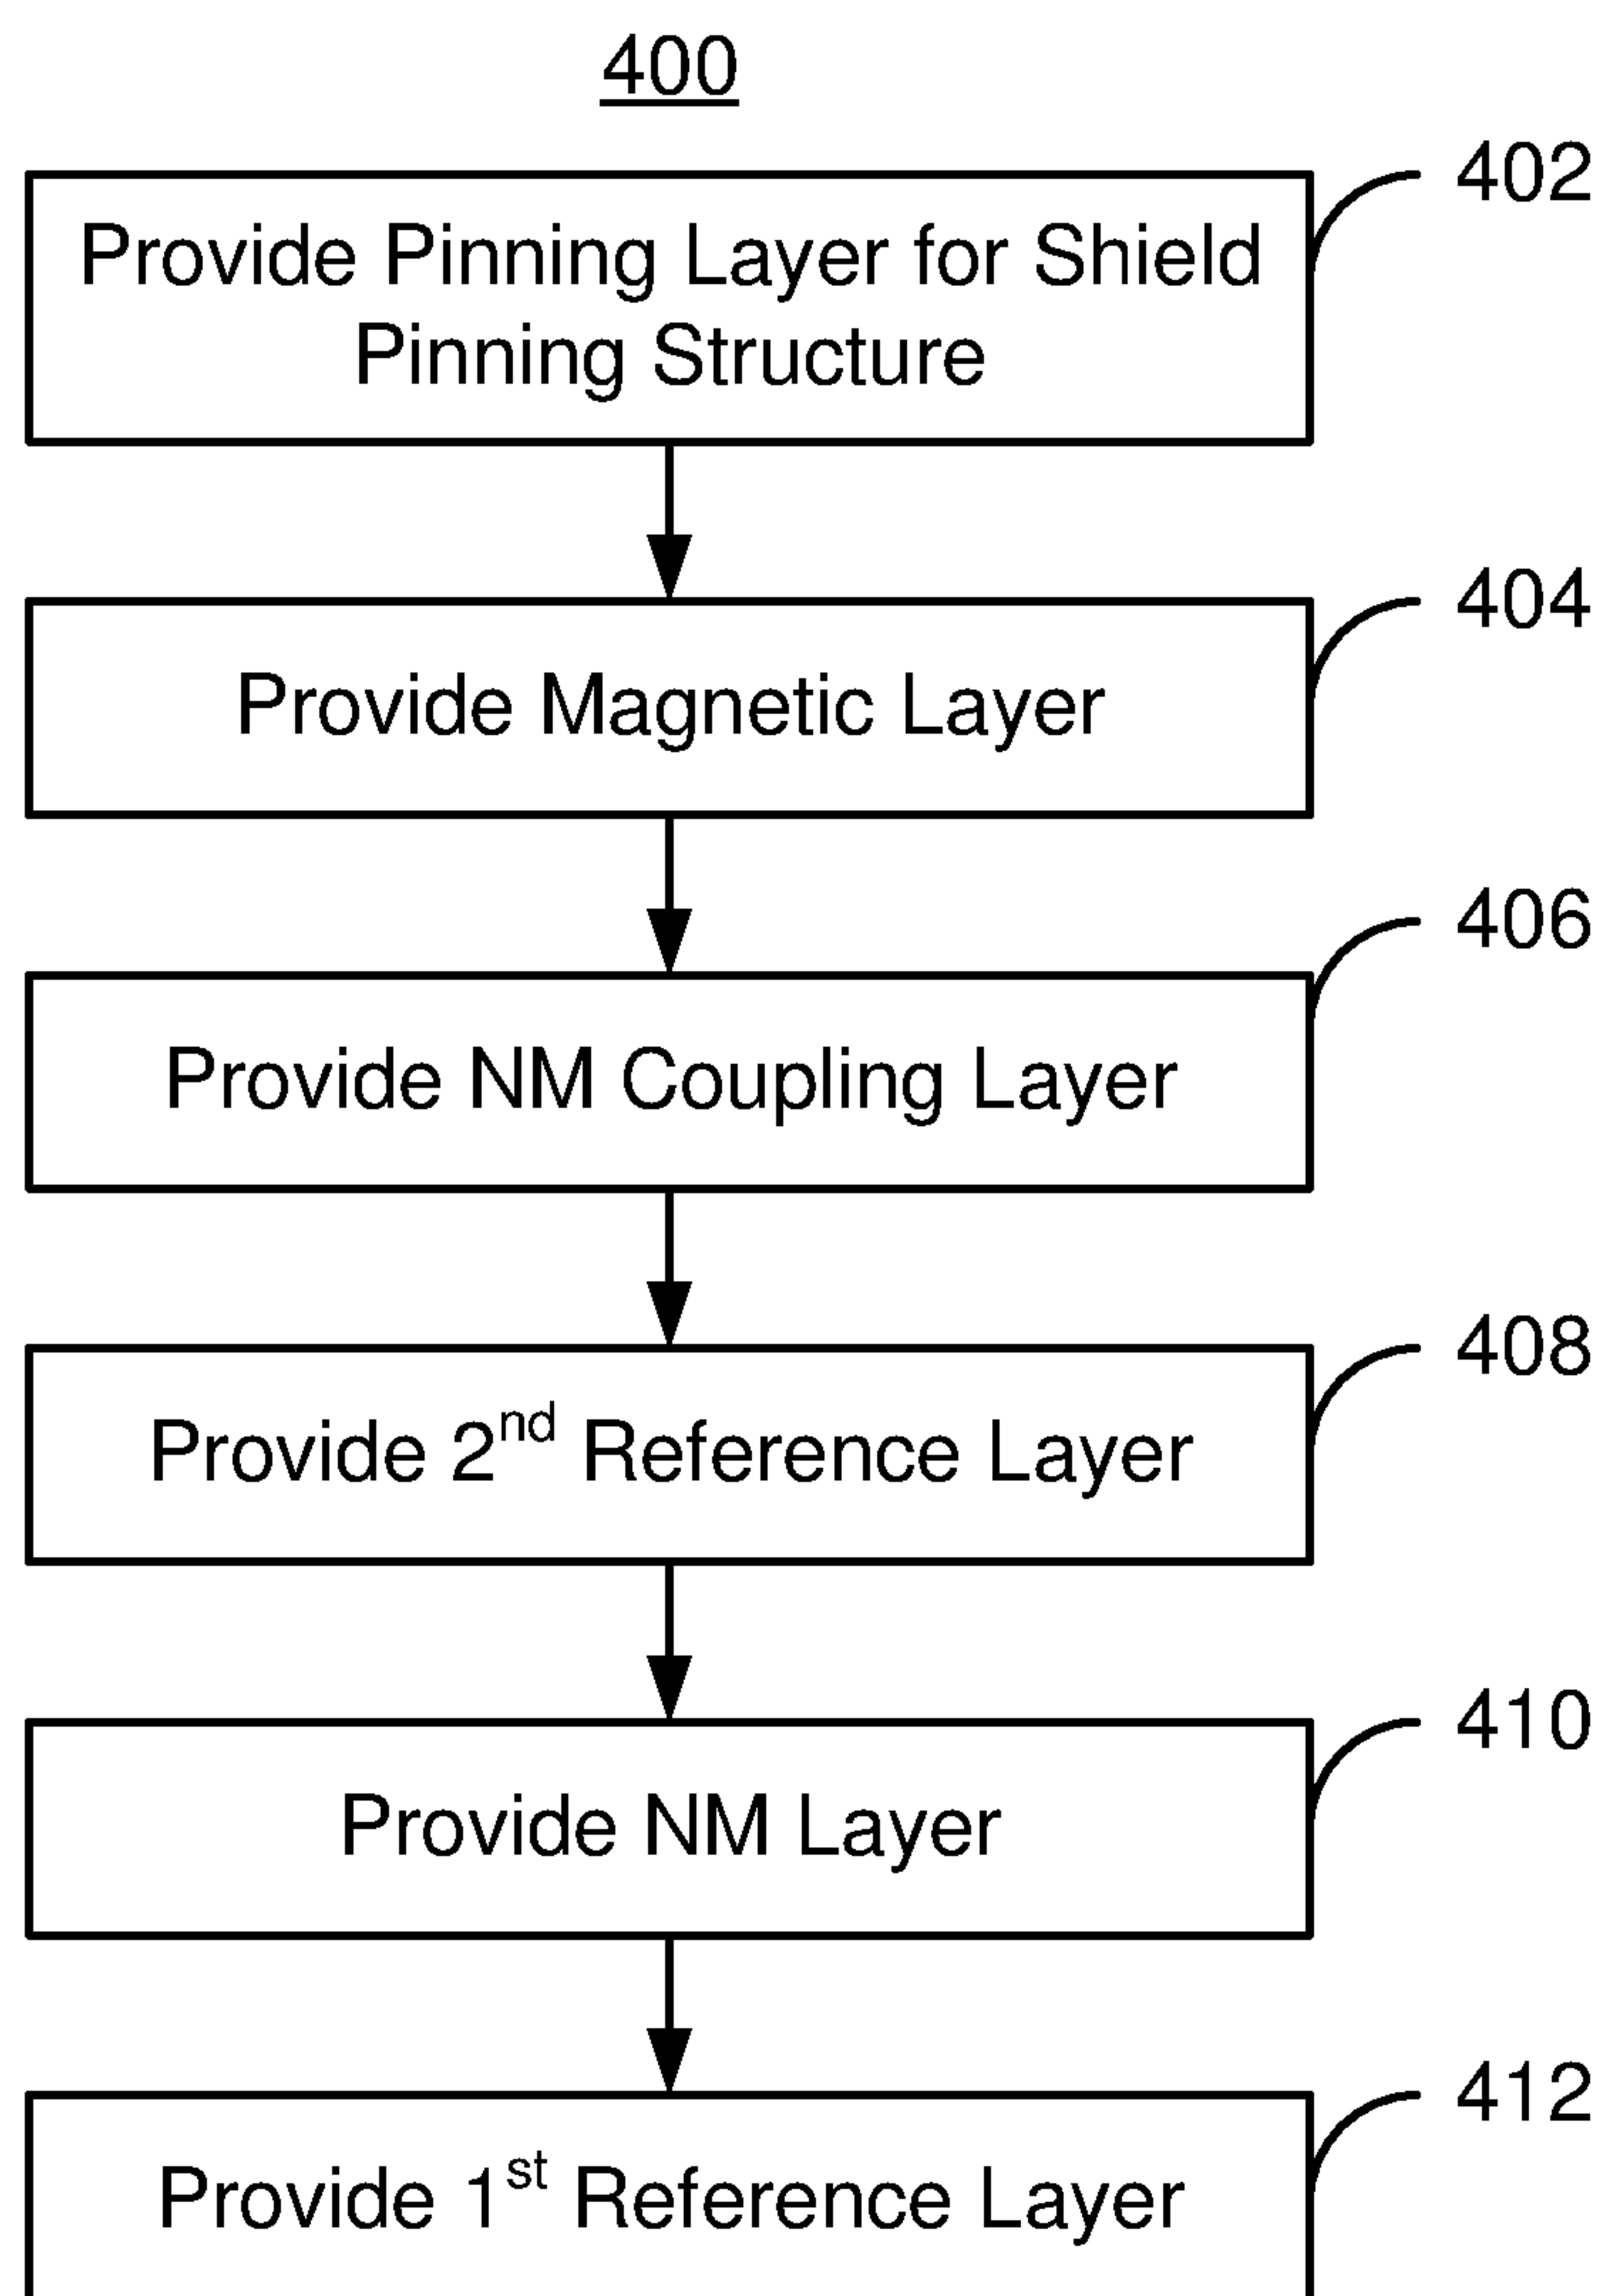 400
402
Provide Pinning Layer for Shield
Pinning Structure
404
Provide Magnetic Layer
406
Provide NM Coupling Layer
408
Provide 2nd Reference Layer
410
Provide NM Layer
412
Provide 1st Reference Layer